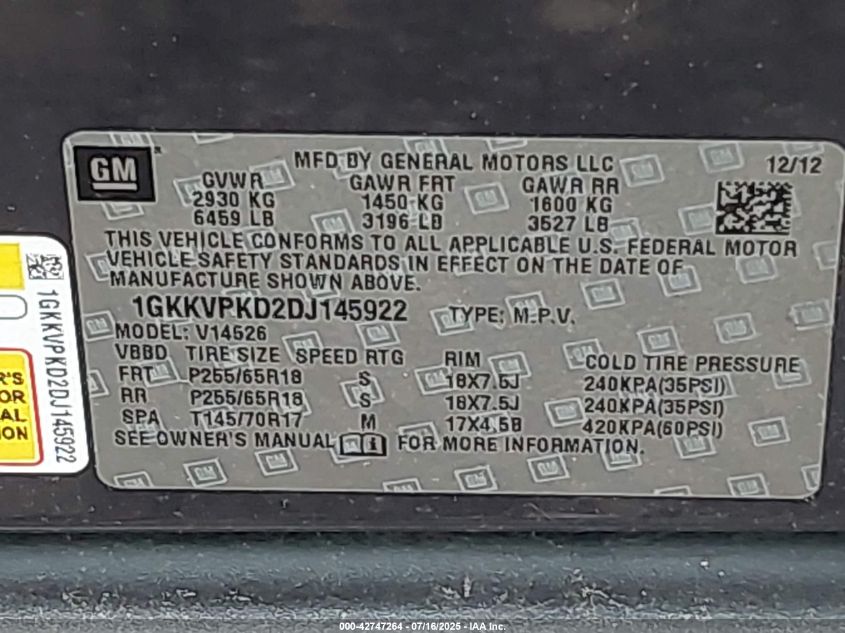 GM
MFD BY GENERAL MOTORS LLC
12/12
GVWR GAWR FRT GAWR RR
2930 KG 1450 KG 1600 KG
6459 LB 3196 LB 3527 LB
THIS VEHICLE CONFORMS TO ALL APPLICABLE U.S. FEDERAL MOTOR
VEHICLE SAFETY STANDARDS IN EFFECT ON THE DATE OF
MANUFACTURE SHOWN ABOVE.
1GKKVPKD2DJ145922 TYPE: M.P.V.
MODEL: V14526
VBBD TIRE SIZE SPEED RTG RIM COLD TIRE PRESSURE
FRT P255/65R18 S 18X7.5J 240KPA(35PSI)
RR P255/65R18 S 18X7.5J 240KPA(35PSI)
SPA T145/70R17 M 17X4.5B 420KPA(60PSI)
SEE OWNER'S MANUAL FOR MORE INFORMATION.
1GKKVPKD2DJ145922
R'S
OR
AL
ION
000-42747264 - 07/16/2025 - IAA Inc.